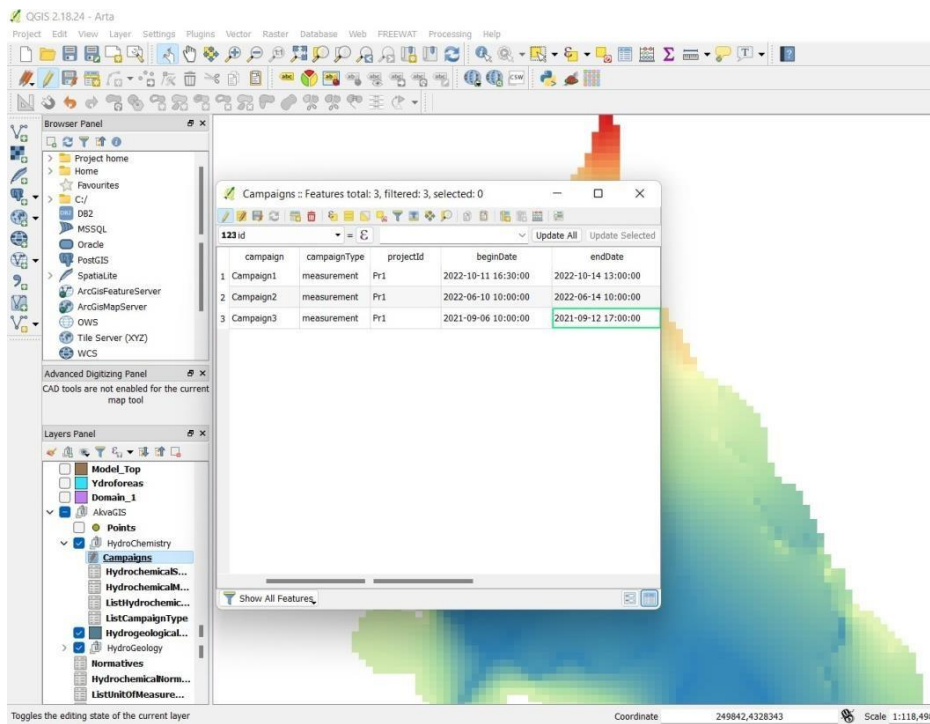 QGIS 2.18.24 - Arta
Project Edit View Layer Settings Plugins Vector Raster Database Web FREEWAT Processing Help
Browser Panel
Project home
Home
Favourites
C:/
DB2
MSSQL
Oracle
PostGIS
SpatiaLite
ArcGisFeatureServer
ArcGisMapServer
OWS
Tile Server (XYZ)
WCS
Advanced Digitizing Panel
CAD tools are not enabled for the current
map tool
Layers Panel
Model_Top
Ydroforeas
Domain_1
AkvaGIS
Points
HydroChemistry
Campaigns
HydrochemicalS...
HydrochemicalM...
ListHydrochemic...
ListCampaignType
Hydrogeological...
HydroGeology
Normatives
HydrochemicalNorm...
ListUnitOfMeasure...
Campaigns :: Features total: 3, filtered: 3, selected: 0
123 id = ε Update All Update Selected
campaign campaignType projectId beginDate endDate
1 Campaign1 measurement Pr1 2022-10-11 16:30:00 2022-10-14 13:00:00
2 Campaign2 measurement Pr1 2022-06-10 10:00:00 2022-06-14 10:00:00
3 Campaign3 measurement Pr1 2021-09-06 10:00:00 2021-09-12 17:00:00
Show All Features
Toggles the editing state of the current layer Coordinate 249842,4328343 Scale 1:118,49